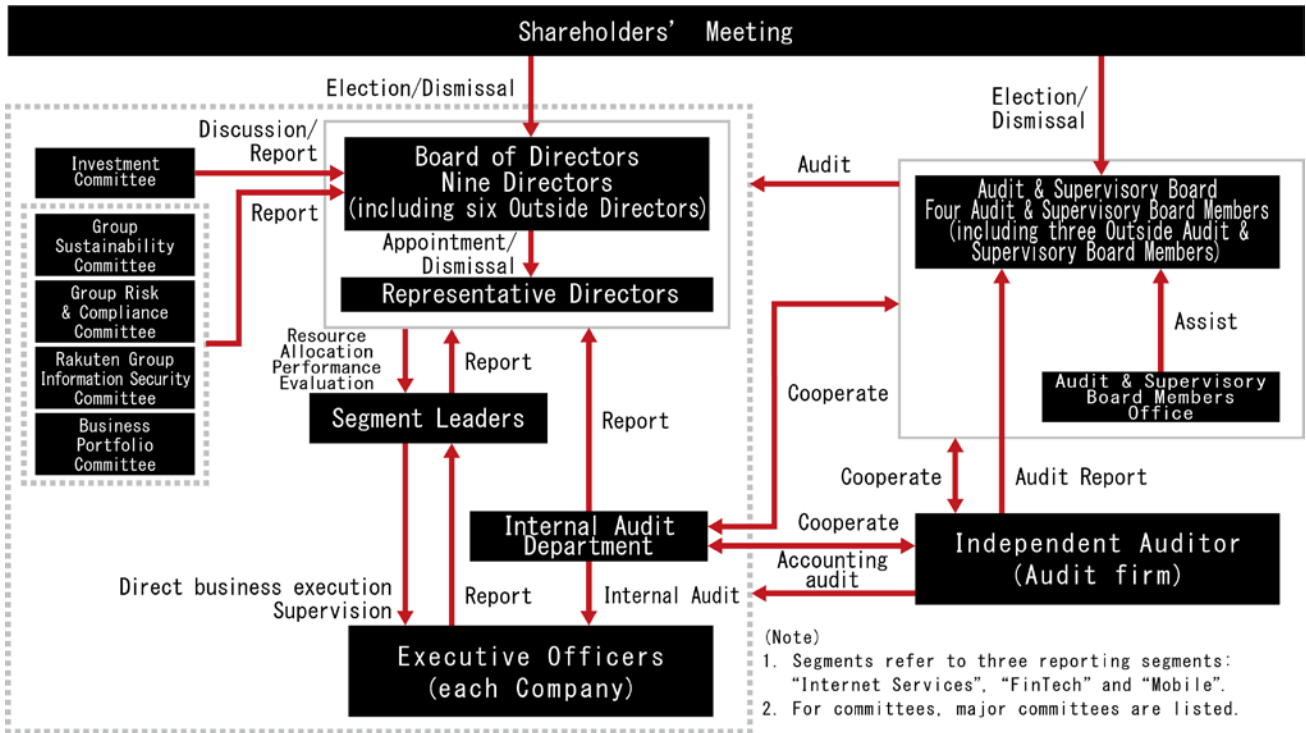 Shareholders’ Meeting
Election/Dismissal
Election/
Dismissal
Discussion/
Report
Investment
Committee
Report
Group
Sustainability
Committee
Group Risk
& Compliance
Committee
Rakuten Group
Information Security
Committee
Business
Portfolio
Committee
Board of Directors
Nine Directors
(including six Outside Directors)
Appointment/
Dismissal
Representative Directors
Audit
Audit & Supervisory Board
Four Audit & Supervisory Board Members
(including three Outside Audit &
Supervisory Board Members)
Assist
Audit & Supervisory
Board Members
Office
Resource
Allocation
Performance
Evaluation
Report
Segment Leaders
Report
Cooperate
Cooperate
Audit Report
Internal Audit
Department
Cooperate
Accounting
audit
Independent Auditor
(Audit firm)
Direct business execution
Supervision
Report
Internal Audit
Executive Officers
(each Company)
(Note)
1. Segments refer to three reporting segments:
“Internet Services”, “FinTech” and “Mobile”.
2. For committees, major committees are listed.